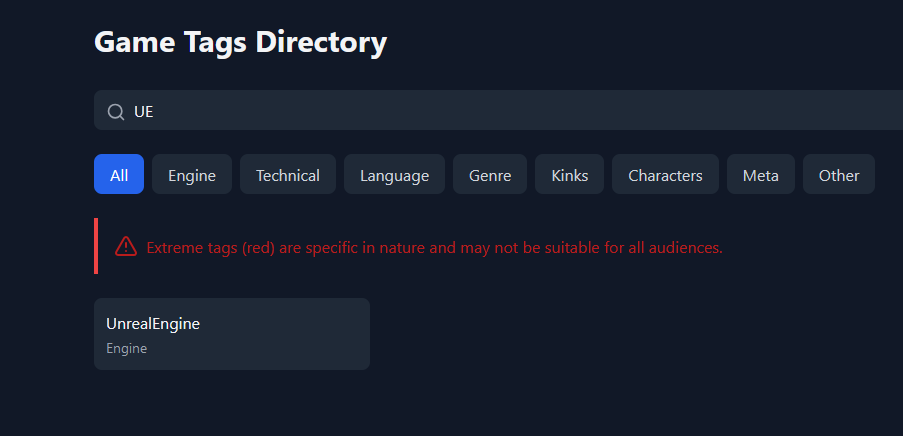 Game Tags Directory
UE
All Engine Technical Language Genre Kinks Characters Meta Other
Extreme tags (red) are specific in nature and may not be suitable for all audiences.
UnrealEngine
Engine